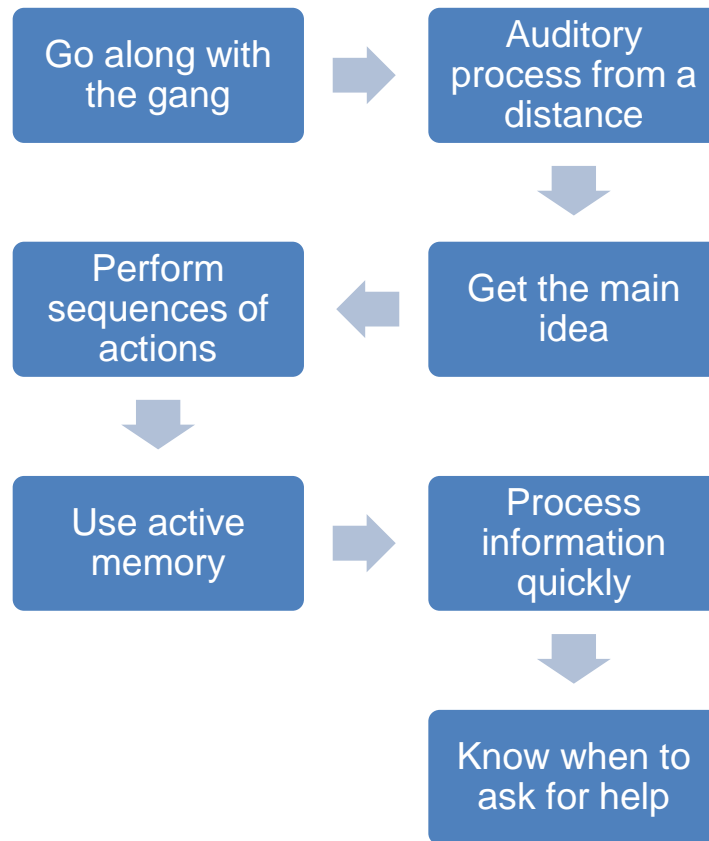 Go along with
the gang
Auditory
process from a
distance
Get the main
idea
Perform
sequences of
actions
Use active
memory
Process
information
quickly
Know when to
ask for help